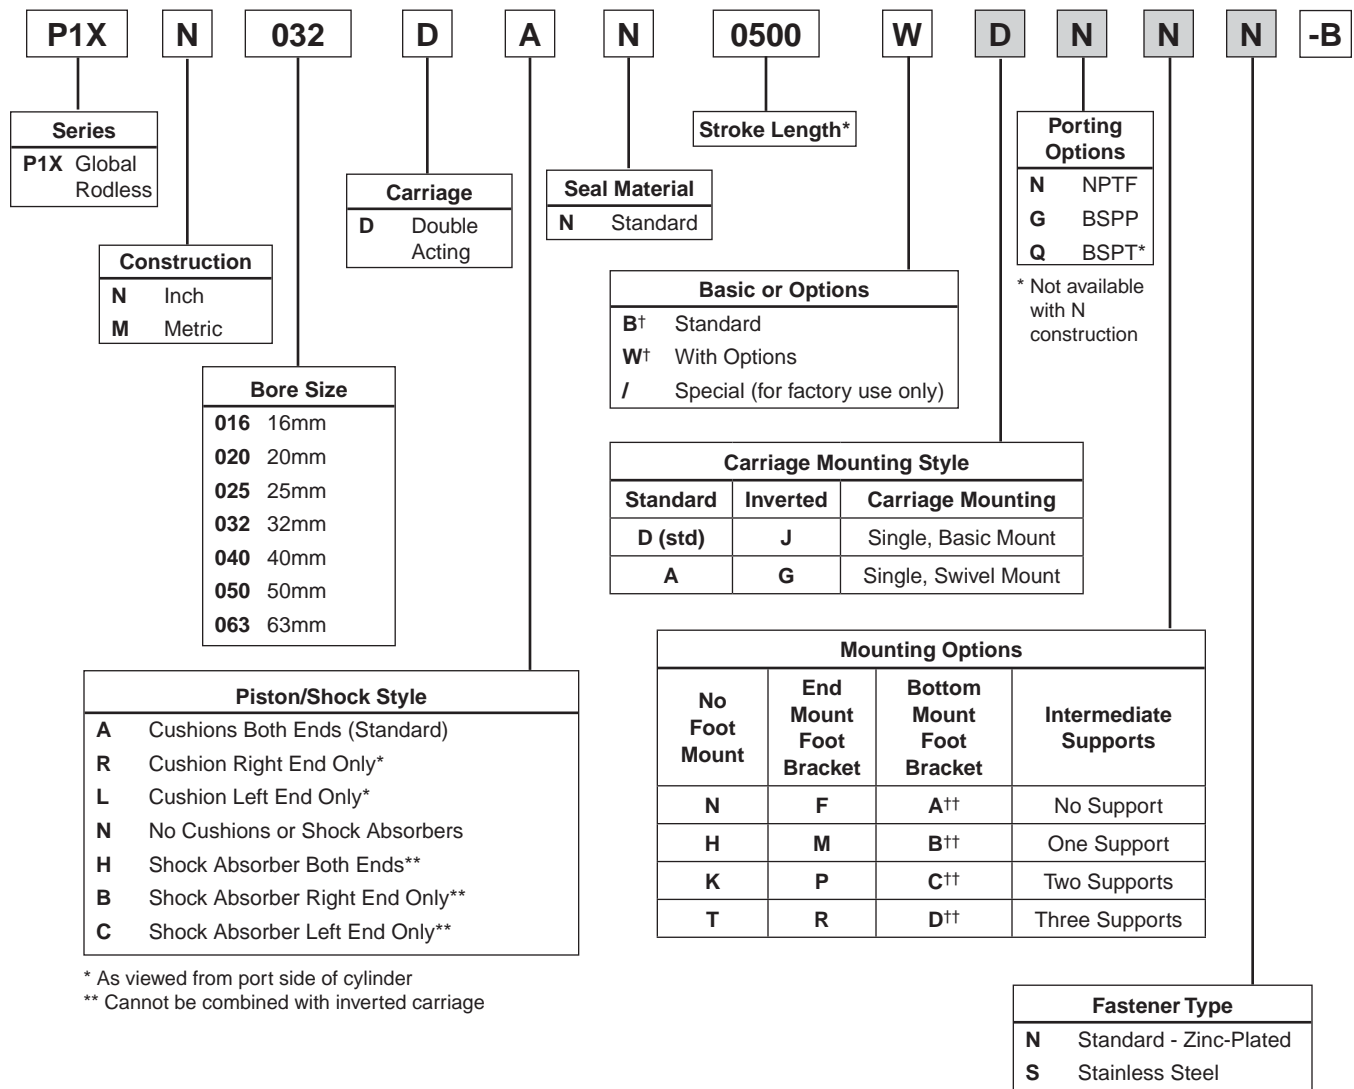 P1X N 032 D A N 0500 W D N N N -B
Series
P1X Global
Rodless
Construction
N Inch
M Metric
Bore Size
016 16mm
020 20mm
025 25mm
032 32mm
040 40mm
050 50mm
063 63mm
Carriage
D Double
Acting
Piston/Shock Style
A Cushions Both Ends (Standard)
R Cushion Right End Only*
L Cushion Left End Only*
N No Cushions or Shock Absorbers
H Shock Absorber Both Ends**
B Shock Absorber Right End Only**
C Shock Absorber Left End Only**
* As viewed from port side of cylinder
** Cannot be combined with inverted carriage
Seal Material
N Standard
Stroke Length*
Basic or Options
B† Standard
W† With Options
/ Special (for factory use only)
Carriage Mounting Style
Standard Inverted Carriage Mounting
D (std) J Single, Basic Mount
A G Single, Swivel Mount
Porting
Options
N NPTF
G BSPP
Q BSPT*
* Not available
with N
construction
Mounting Options
No
Foot
Mount
End
Mount
Foot
Bracket
Bottom
Mount
Foot
Bracket
Intermediate
Supports
N F A†† No Support
H M B†† One Support
K P C†† Two Supports
T R D†† Three Supports
Fastener Type
N Standard - Zinc-Plated
S Stainless Steel